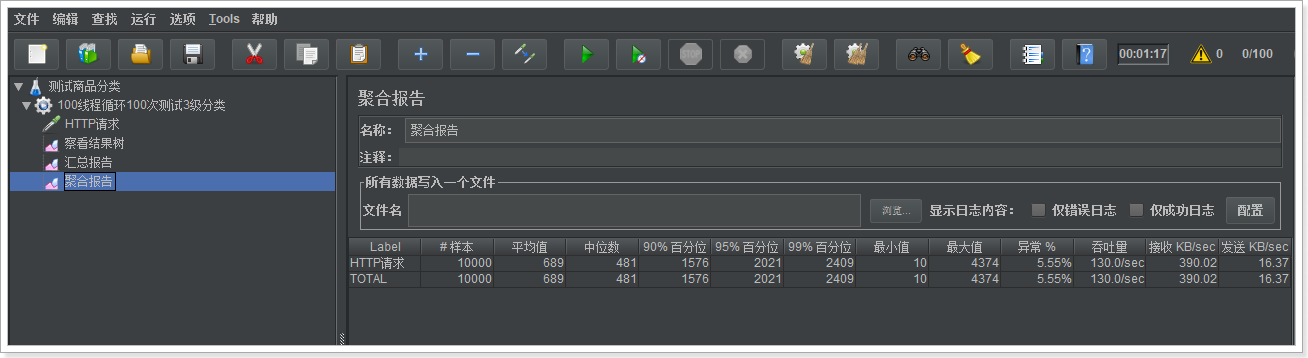 文件 编辑 查找 运行 选项 Tools 帮助
STOP 00:01:17 0 0/100
测试商品分类
100线程循环100次测试3级分类
HTTP请求
察看结果树
汇总报告
聚合报告
聚合报告
名称： 聚合报告
注释：
所有数据写入一个文件
文件名 浏览... 显示日志内容： 仅错误日志 仅成功日志 配置
Label # 样本 平均值 中位数 90% 百分位 95% 百分位 99% 百分位 最小值 最大值 异常 % 吞吐量 接收 KB/sec 发送 KB/sec
HTTP请求 10000 689 481 1576 2021 2409 10 4374 5.55% 130.0/sec 390.02 16.37
TOTAL 10000 689 481 1576 2021 2409 10 4374 5.55% 130.0/sec 390.02 16.37